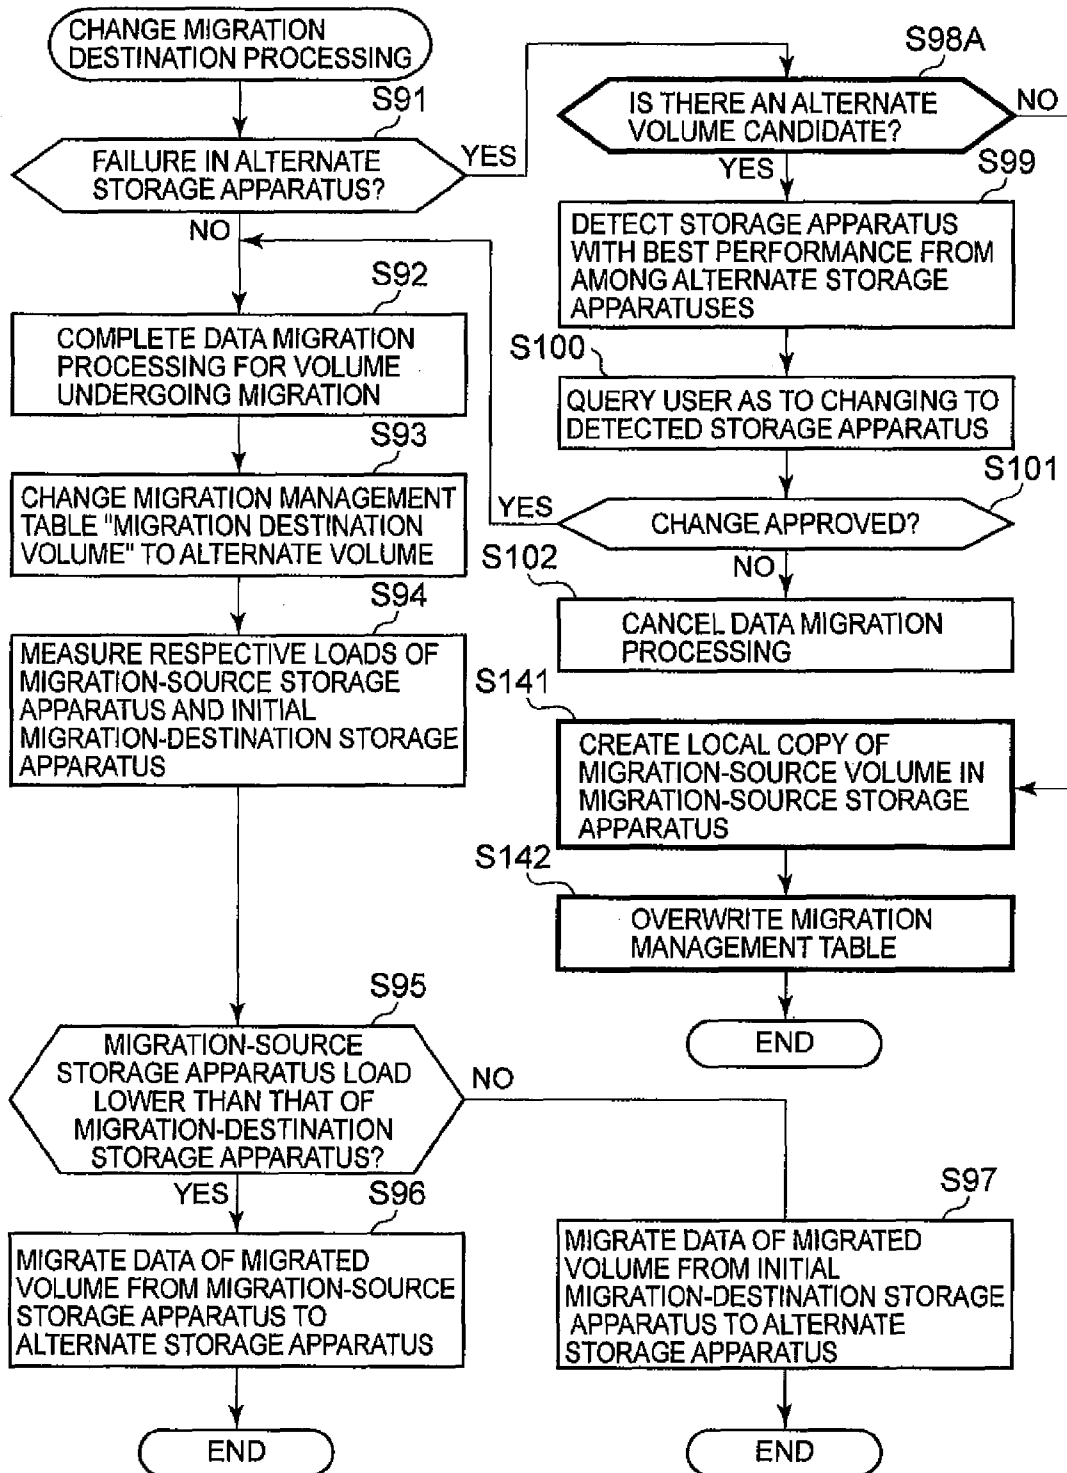 CHANGE MIGRATION
DESTINATION PROCESSING
S91
FAILURE IN ALTERNATE
STORAGE APPARATUS?
YES
NO
S92
COMPLETE DATA MIGRATION
PROCESSING FOR VOLUME
UNDERGOING MIGRATION
S93
CHANGE MIGRATION MANAGEMENT
TABLE "MIGRATION DESTINATION
VOLUME" TO ALTERNATE VOLUME
S94
MEASURE RESPECTIVE LOADS OF
MIGRATION-SOURCE STORAGE
APPARATUS AND INITIAL
MIGRATION-DESTINATION STORAGE
APPARATUS
S95
MIGRATION-SOURCE
STORAGE APPARATUS LOAD
LOWER THAN THAT OF
MIGRATION-DESTINATION
STORAGE APPARATUS?
NO
YES
S96
MIGRATE DATA OF MIGRATED
VOLUME FROM MIGRATION-SOURCE
STORAGE APPARATUS TO
ALTERNATE STORAGE APPARATUS
END
S98A
IS THERE AN ALTERNATE
VOLUME CANDIDATE?
NO
YES
S99
DETECT STORAGE APPARATUS
WITH BEST PERFORMANCE FROM
AMONG ALTERNATE STORAGE
APPARATUSES
S100
QUERY USER AS TO CHANGING TO
DETECTED STORAGE APPARATUS
S101
YES
CHANGE APPROVED?
NO
S102
CANCEL DATA MIGRATION
PROCESSING
S141
CREATE LOCAL COPY OF
MIGRATION-SOURCE VOLUME IN
MIGRATION-SOURCE STORAGE
APPARATUS
S142
OVERWRITE MIGRATION
MANAGEMENT TABLE
END
S97
MIGRATE DATA OF MIGRATED
VOLUME FROM INITIAL
MIGRATION-DESTINATION STORAGE
APPARATUS TO ALTERNATE
STORAGE APPARATUS
END